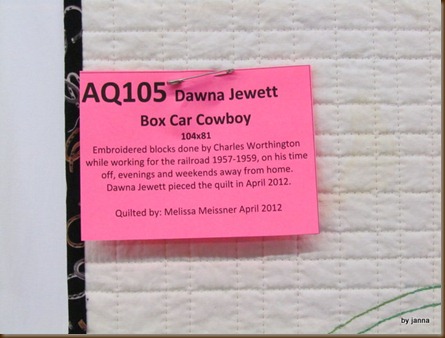 AQ105 Dawna Jewett
Box Car Cowboy
104x81
Embroidered blocks done by Charles Worthington
while working for the railroad 1957-1959, on his time
off, evenings and weekends away from home.
Dawna Jewett pieced the quilt in April 2012.
Quilted by: Melissa Meissner April 2012
by janna